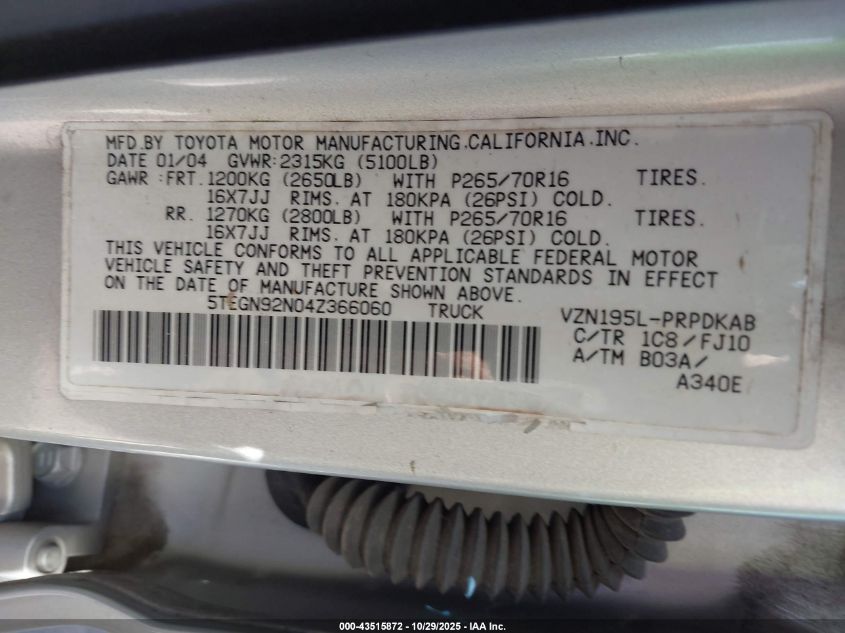 MFD.BY TOYOTA MOTOR MANUFACTURING.CALIFORNIA.INC.
DATE 01/04 GVWR:2315KG (5100LB)
GAWR :FRT.1200KG (2650LB) WITH P265/70R16 TIRES.
16X7JJ RIMS. AT 180KPA (26PSI) COLD.
RR. 1270KG (2800LB) WITH P265/70R16 TIRES.
16X7JJ RIMS. AT 180KPA (26PSI) COLD.
THIS VEHICLE CONFORMS TO ALL APPLICABLE FEDERAL MOTOR
VEHICLE SAFETY AND THEFT PREVENTION STANDARDS IN EFFECT
ON THE DATE OF MANUFACTURE SHOWN ABOVE.
5TEGN92N04Z366060 TRUCK VZN195L-PRPDKAB
C/TR 1C8/FJ10
A/TM B03A/
A340E
000-43515872 - 10/29/2025 - IAA Inc.